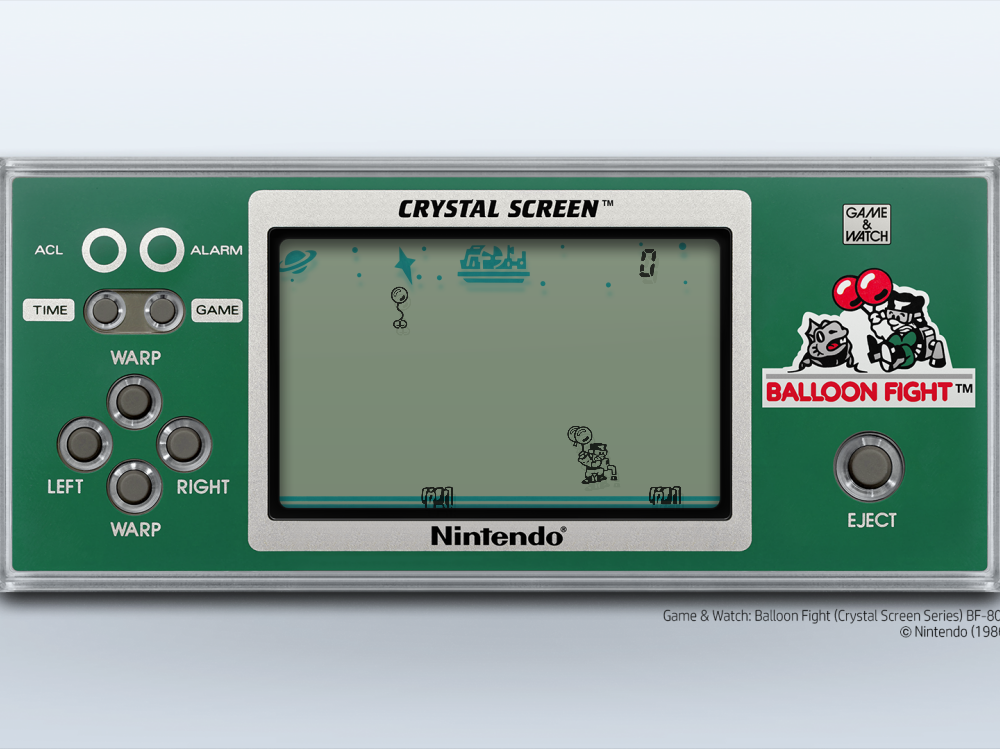 CRYSTAL SCREEN™
GAME
&
WATCH
ACL
ALARM
0
TIME
GAME
WARP
BALLOON FIGHT™
LEFT
RIGHT
WARP
EJECT
Nintendo®
Game & Watch: Balloon Fight (Crystal Screen Series) BF-80
© Nintendo (198